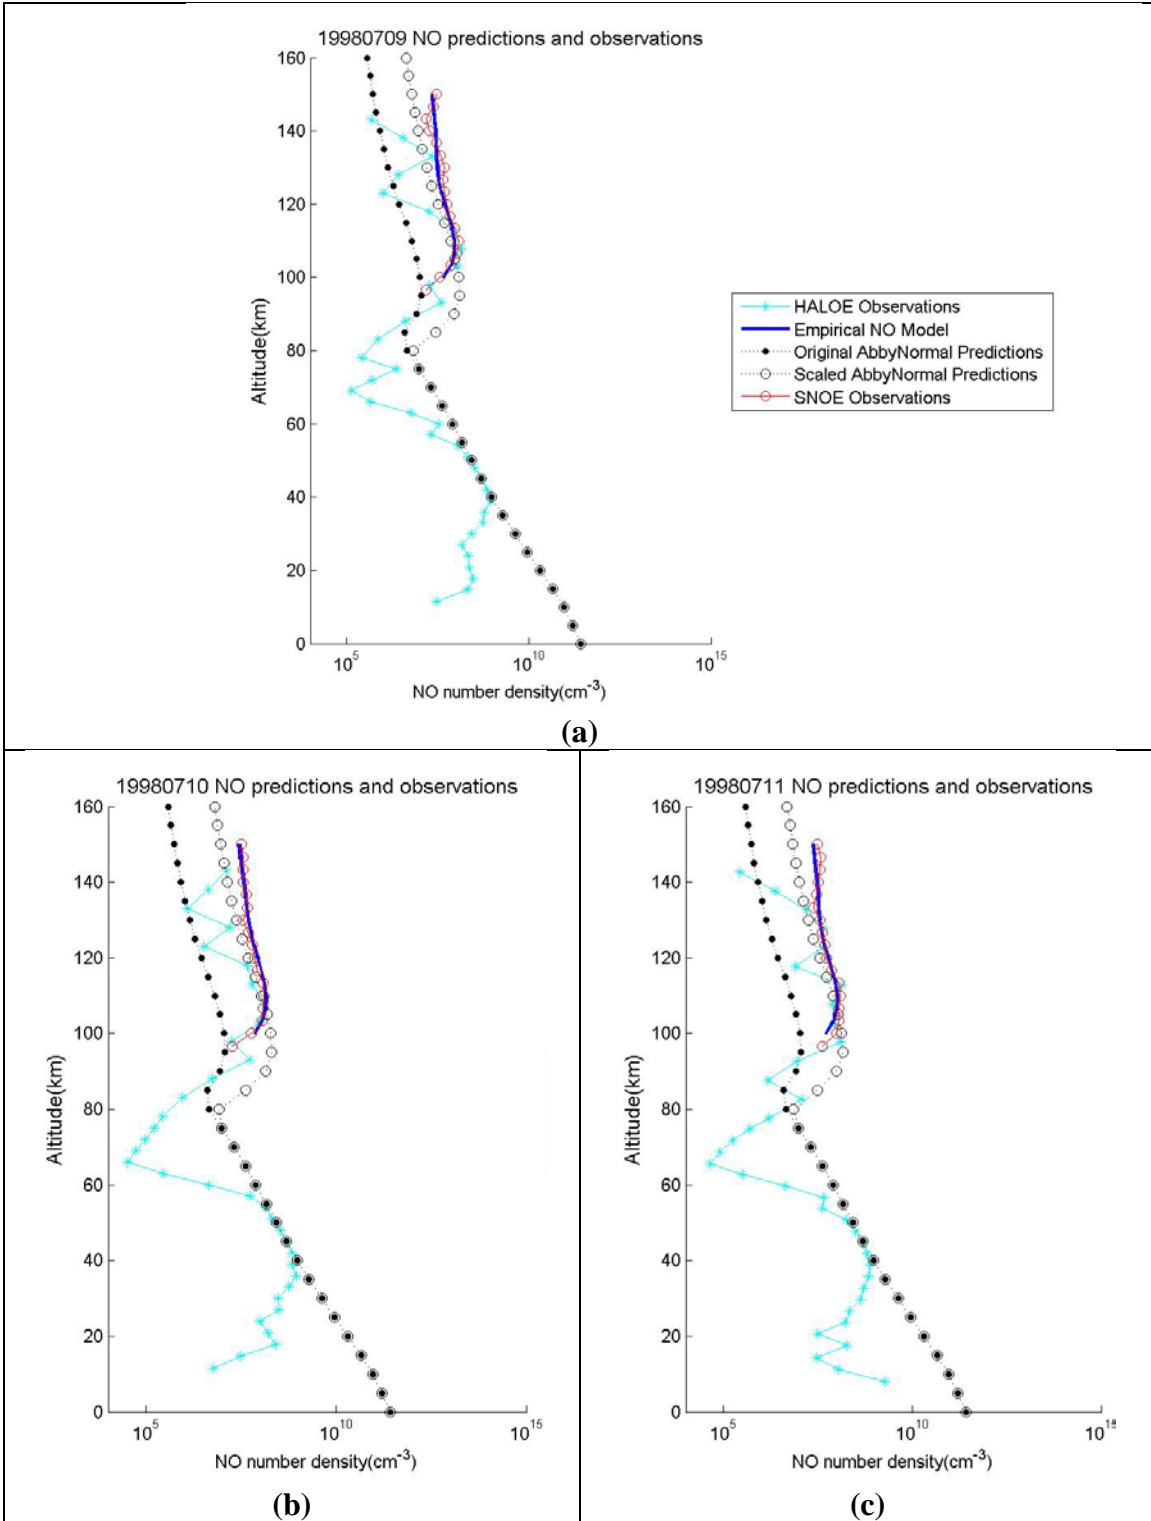 19980709 NO predictions and observations
160
140
120
100
80
60
40
20
0
Altitude(km)
10^5
10^10
10^15
NO number density(cm^-3)
HALOE Observations
Empirical NO Model
Original AbbyNormal Predictions
Scaled AbbyNormal Predictions
SNOE Observations
(a)
19980710 NO predictions and observations
160
140
120
100
80
60
40
20
0
Altitude(km)
10^5
10^10
10^15
NO number density(cm^-3)
(b)
19980711 NO predictions and observations
160
140
120
100
80
60
40
20
0
Altitude(km)
10^5
10^10
10^15
NO number density(cm^-3)
(c)